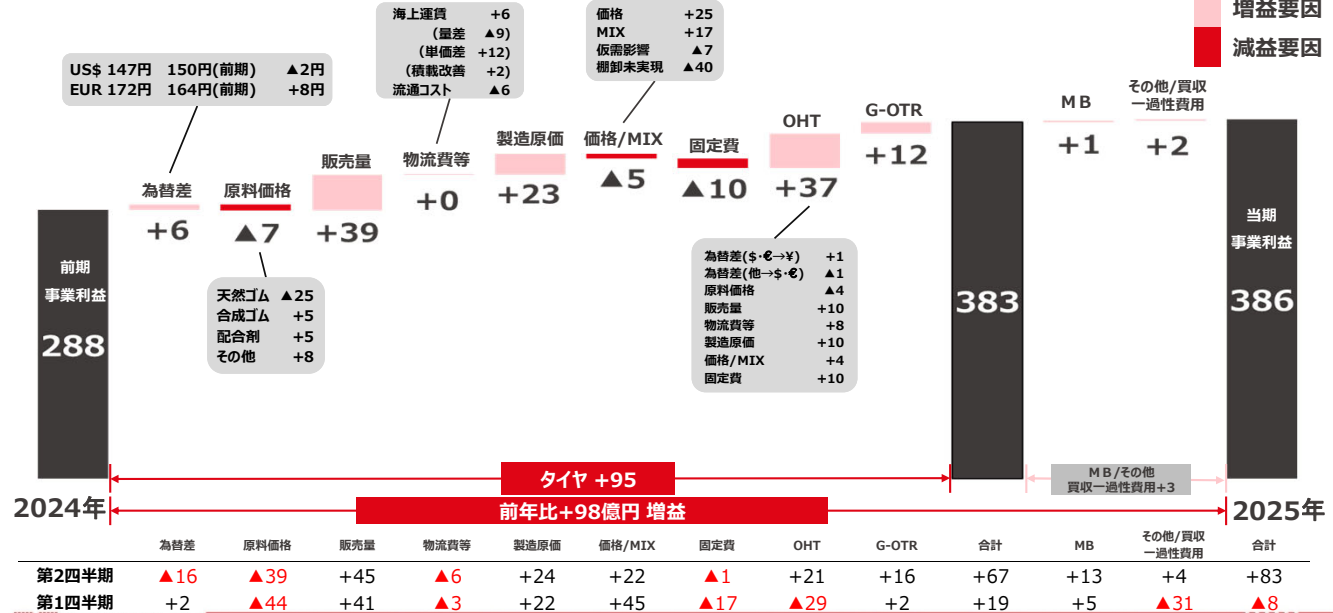 増益要因
減益要因
US$ 147円 150円(前期) ▲2円
EUR 172円 164円(前期) +8円
海上運賃 +6
(量差 ▲9)
(単価差 +12)
(積載改善 +2)
流通コスト ▲6
価格 +25
MIX +17
仮需影響 ▲7
棚卸未実現 ▲40
前期
事業利益
288
為替差
+6
原料価格
▲7
販売量
+39
物流費等
+0
製造原価
+23
価格/MIX
▲5
固定費
▲10
OHT
+37
G-OTR
+12
383
MB
+1
その他/買収
一過性費用
+2
当期
事業利益
386
天然ゴム ▲25
合成ゴム +5
配合剤 +5
その他 +8
為替差($・€→¥) +1
為替差(他→$・€) ▲1
原料価格 ▲4
販売量 +10
物流費等 +8
製造原価 +10
価格/MIX +4
固定費 +10
タイヤ +95
MB/その他
買収一過性費用+3
2024年
前年比+98億円 増益
2025年
為替差 原料価格 販売量 物流費等 製造原価 価格/MIX 固定費 OHT G-OTR 合計 MB その他/買収
一過性費用 合計
第2四半期 ▲16 ▲39 +45 ▲6 +24 +22 ▲1 +21 +16 +67 +13 +4 +83
第1四半期 +2 ▲44 +41 ▲3 +22 +45 ▲17 ▲29 +2 +19 +5 ▲31 ▲8